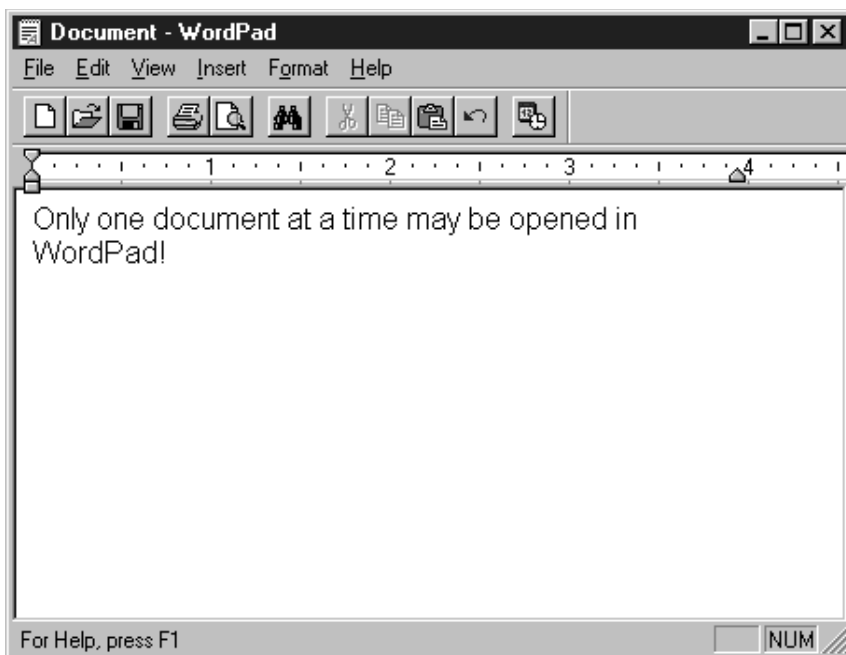 Document - WordPad
File Edit View Insert Format Help
1 2 3 4
Only one document at a time may be opened in
WordPad!
For Help, press F1 NUM